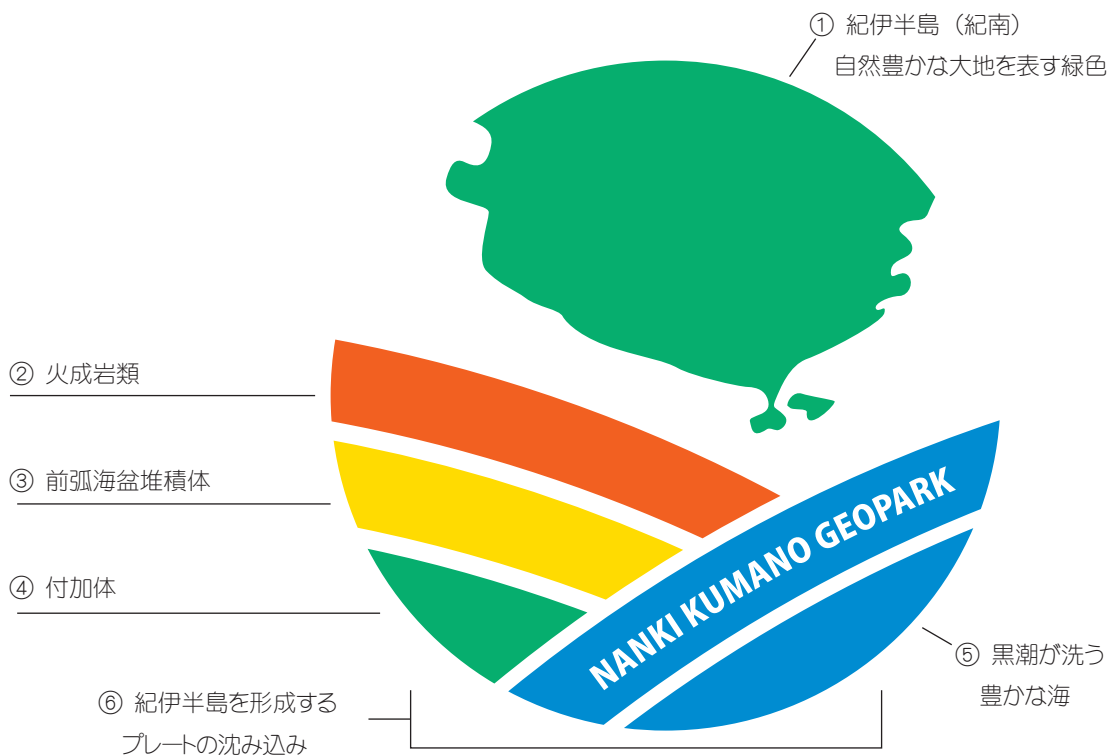 ① 紀伊半島（紀南）
自然豊かな大地を表す緑色
② 火成岩類
③ 前弧海盆堆積体
④ 付加体
NANKI KUMANO GEOPARK
⑤ 黒潮が洗う
豊かな海
⑥ 紀伊半島を形成する
プレートの沈み込み